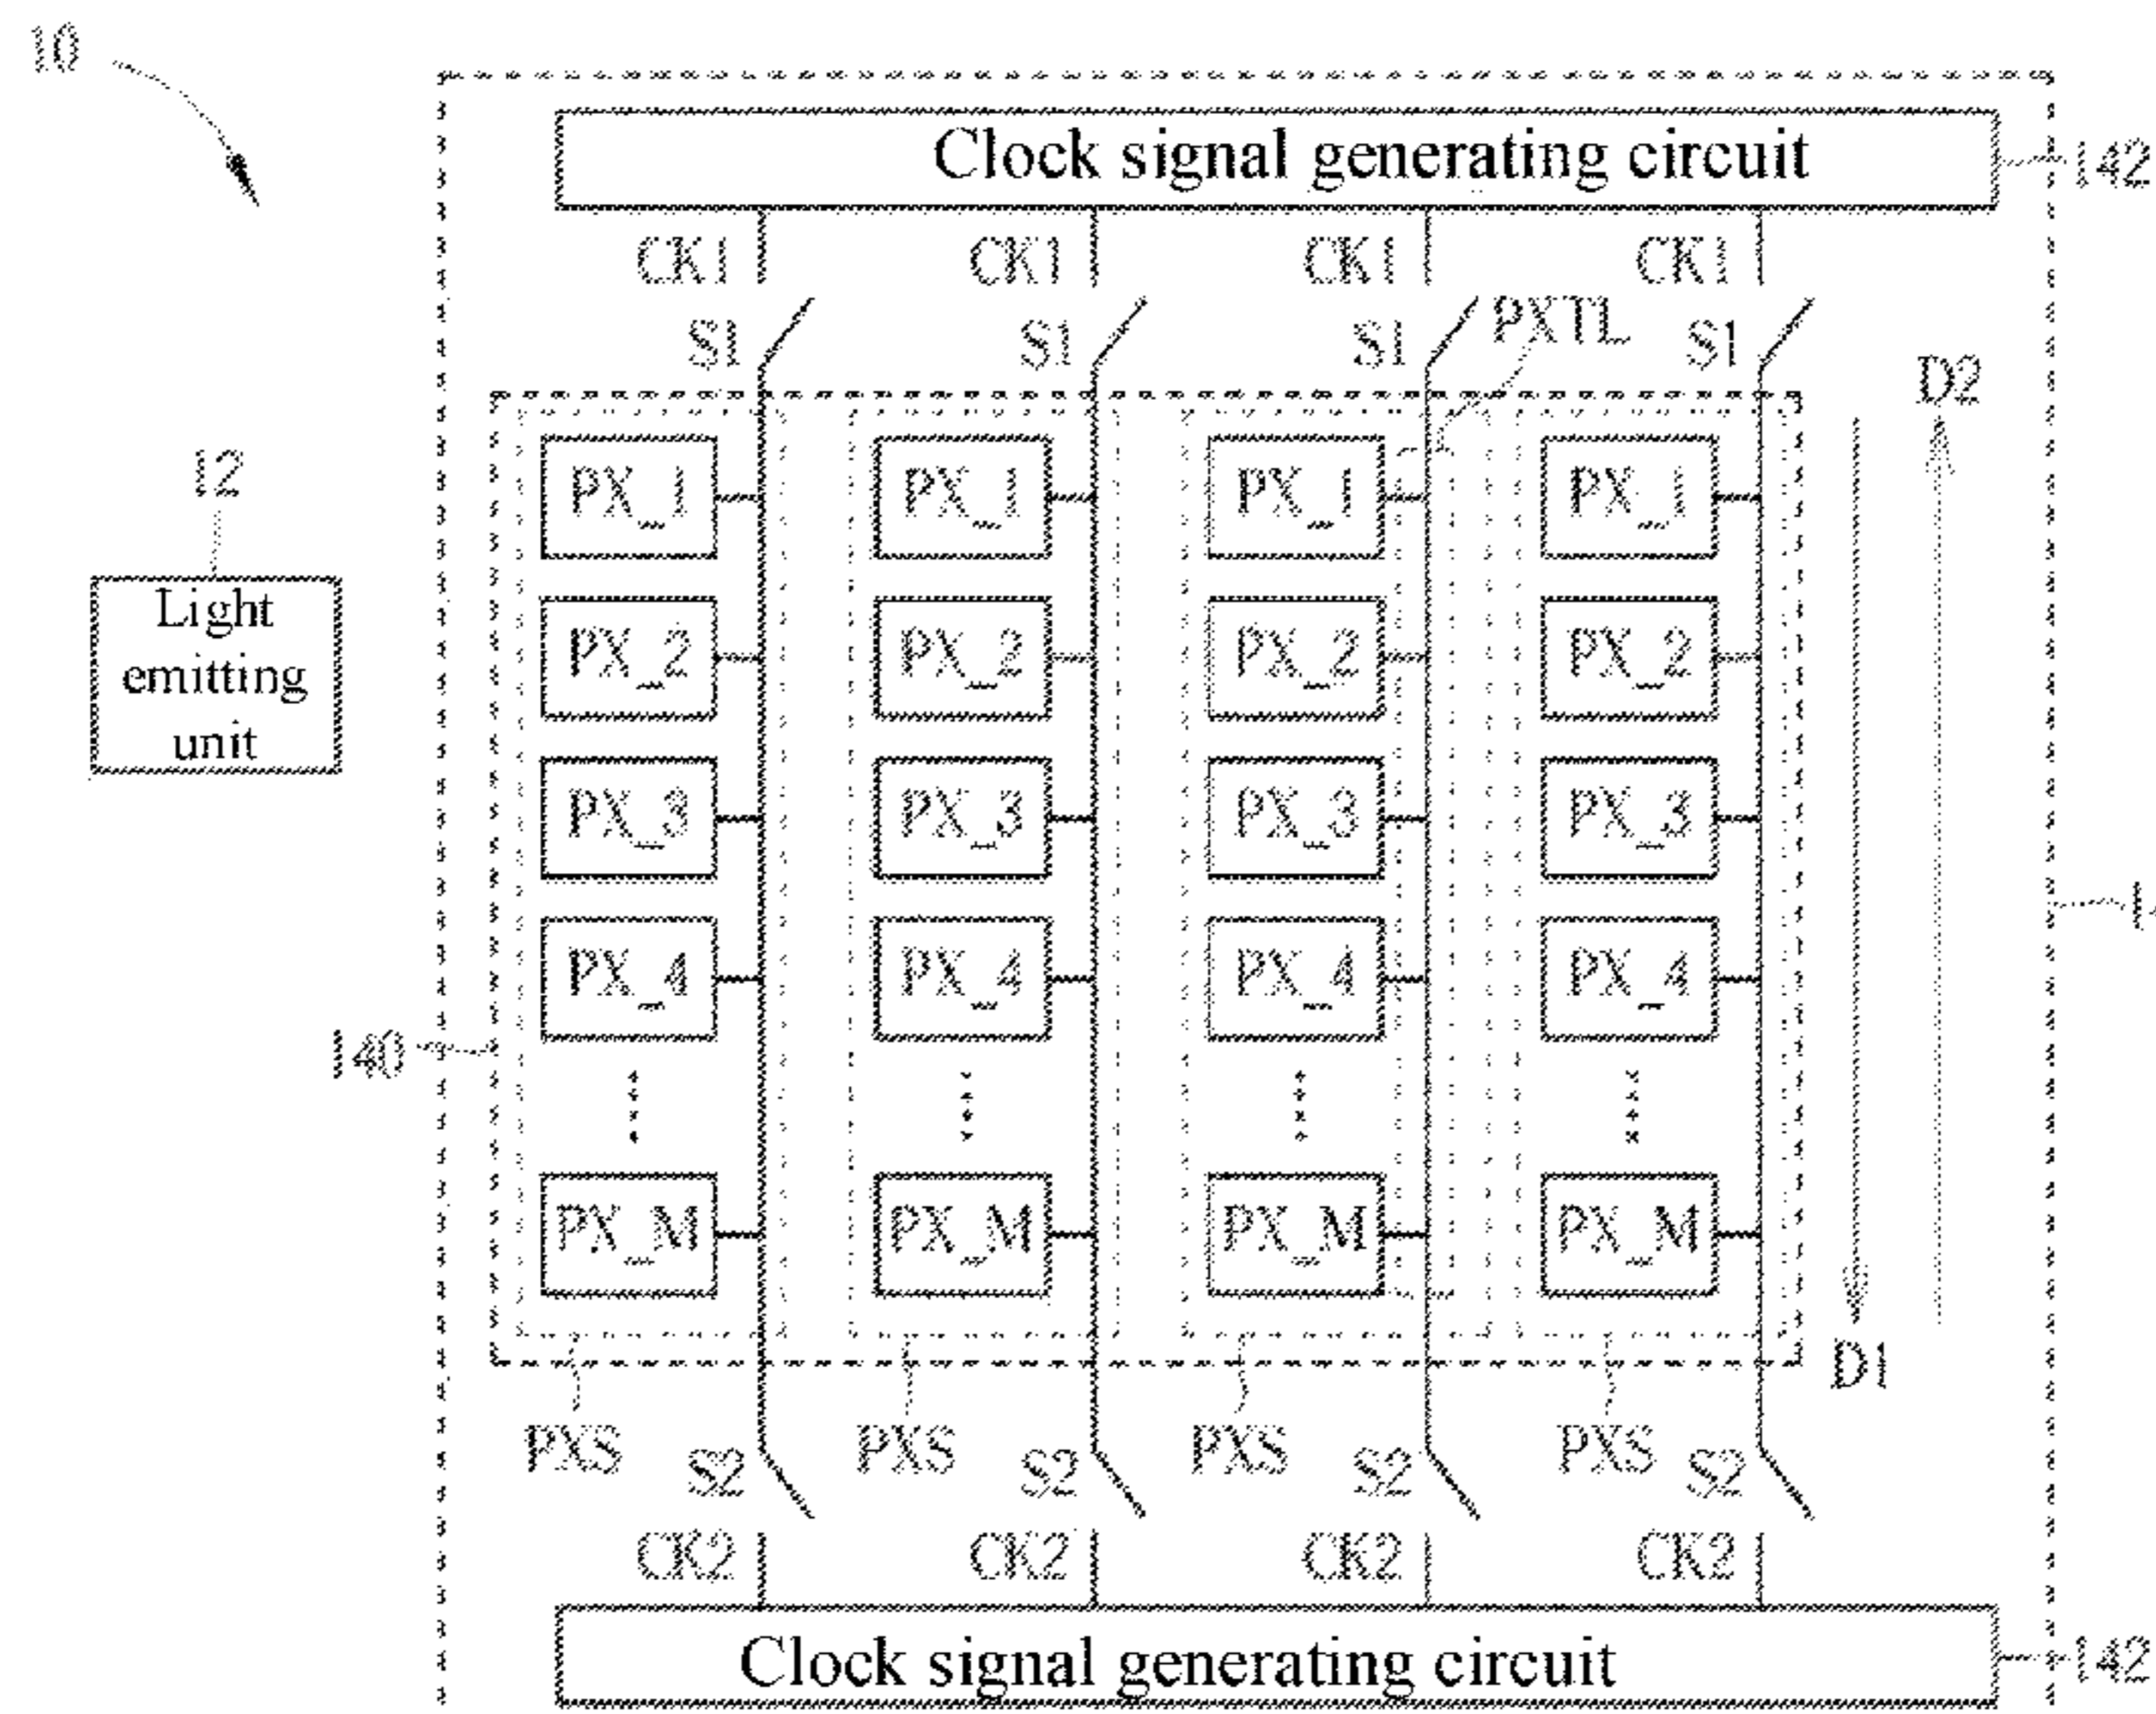 10
Clock signal generating circuit
142
CK1 CK1 CK1 CK1
S1 S1 S1 PXTL S1
D2
12
PX_1 PX_1 PX_1 PX_1
Light
emitting
unit
PX_2 PX_2 PX_2 PX_2
PX_3 PX_3 PX_3 PX_3
PX_4 PX_4 PX_4 PX_4
140
PX_M PX_M PX_M PX_M
D1
PXS S2 PXS S2 PXS S2 PXS S2
CK2 CK2 CK2 CK2
Clock signal generating circuit
142